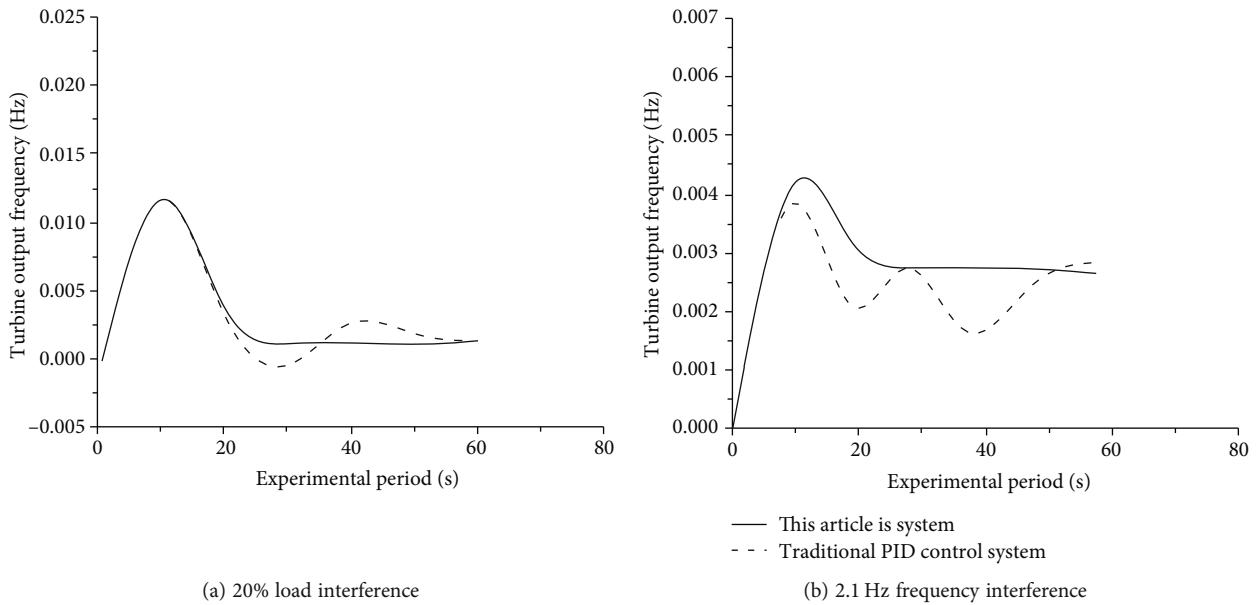 0.025
0.020
0.015
0.010
0.005
0.000
–0.005
Turbine output frequency (Hz)
0 20 40 60 80
Experimental period (s)
(a) 20% load interference
0.007
0.006
0.005
0.004
0.003
0.002
0.001
0.000
Turbine output frequency (Hz)
0 20 40 60 80
Experimental period (s)
This article is system
Traditional PID control system
(b) 2.1 Hz frequency interference